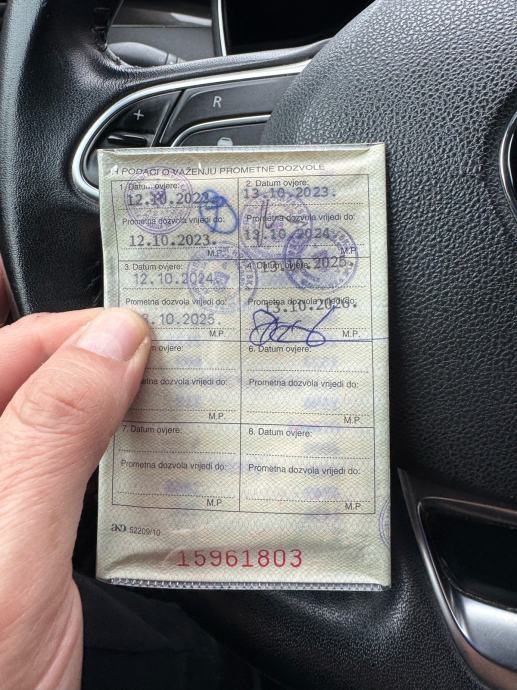 R
H PODACI O VAŽENJU PROMETNE DOZVOLE
1. Datum ovjere:
12.10.2022.
Prometna dozvola vrijedi do:
12.10.2023.
M.P.
2. Datum ovjere:
13.10.2023.
Prometna dozvola vrijedi do:
13.10.2024.
M.P.
3. Datum ovjere:
12.10.2024
Prometna dozvola vrijedi do:
.10.2025
M.P.
4. Datum ovjere:
10.2025.
Prometna dozvola vrijedi do:
13.10.2026.
M.P.
Datum ovjere:
dozvola vrijedi do:
M.P.
6. Datum ovjere:
Prometna dozvola vrijedi do:
M.P.
7. Datum ovjere:
Prometna dozvola vrijedi do:
M.P.
8. Datum ovjere:
Prometna dozvola vrijedi do:
M.P.
52209/10
15961803